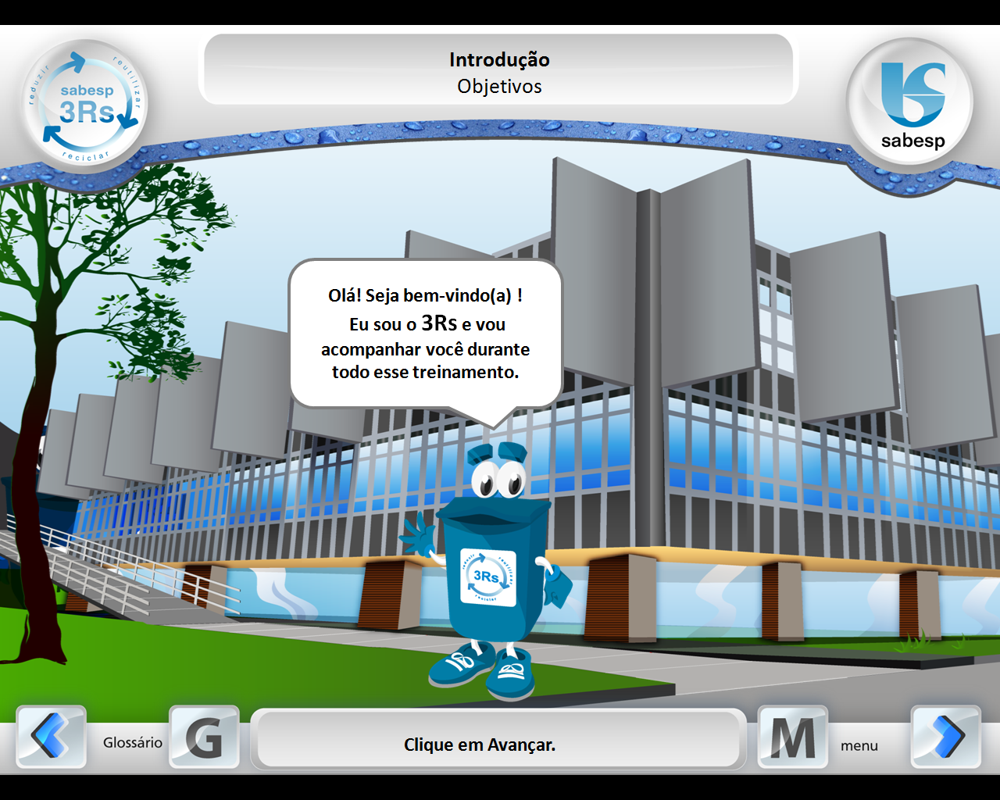 Introdução
Objetivos
reduzir
reutilizar
sabesp
3Rs
reciclar
sabesp
Olá! Seja bem-vindo(a) !
Eu sou o 3Rs e vou
acompanhar você durante
todo esse treinamento.
reduzir
reutilizar
3Rs
reciclar
Glossário
G
Clique em Avançar.
M
menu